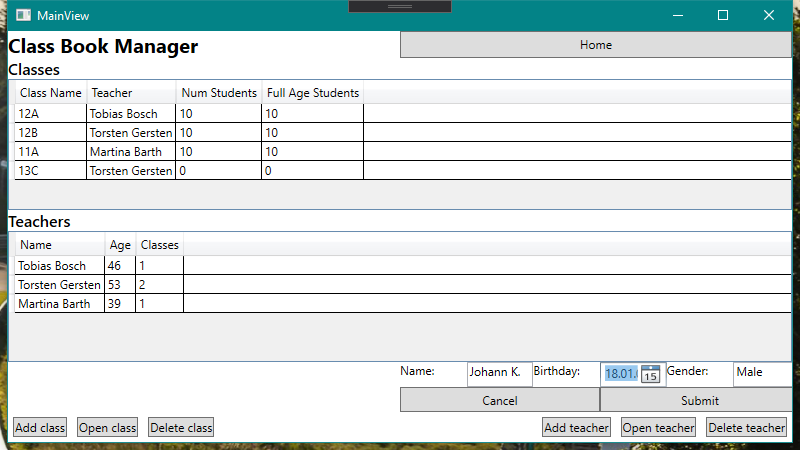 MainView
Class Book Manager
Home
Classes
Class Name Teacher Num Students Full Age Students
12A Tobias Bosch 10 10
12B Torsten Gersten 10 10
11A Martina Barth 10 10
13C Torsten Gersten 0 0
Teachers
Name Age Classes
Tobias Bosch 46 1
Torsten Gersten 53 2
Martina Barth 39 1
Name: Johann K. Birthday: 18.01. 15 Gender: Male
Cancel Submit
Add class Open class Delete class Add teacher Open teacher Delete teacher